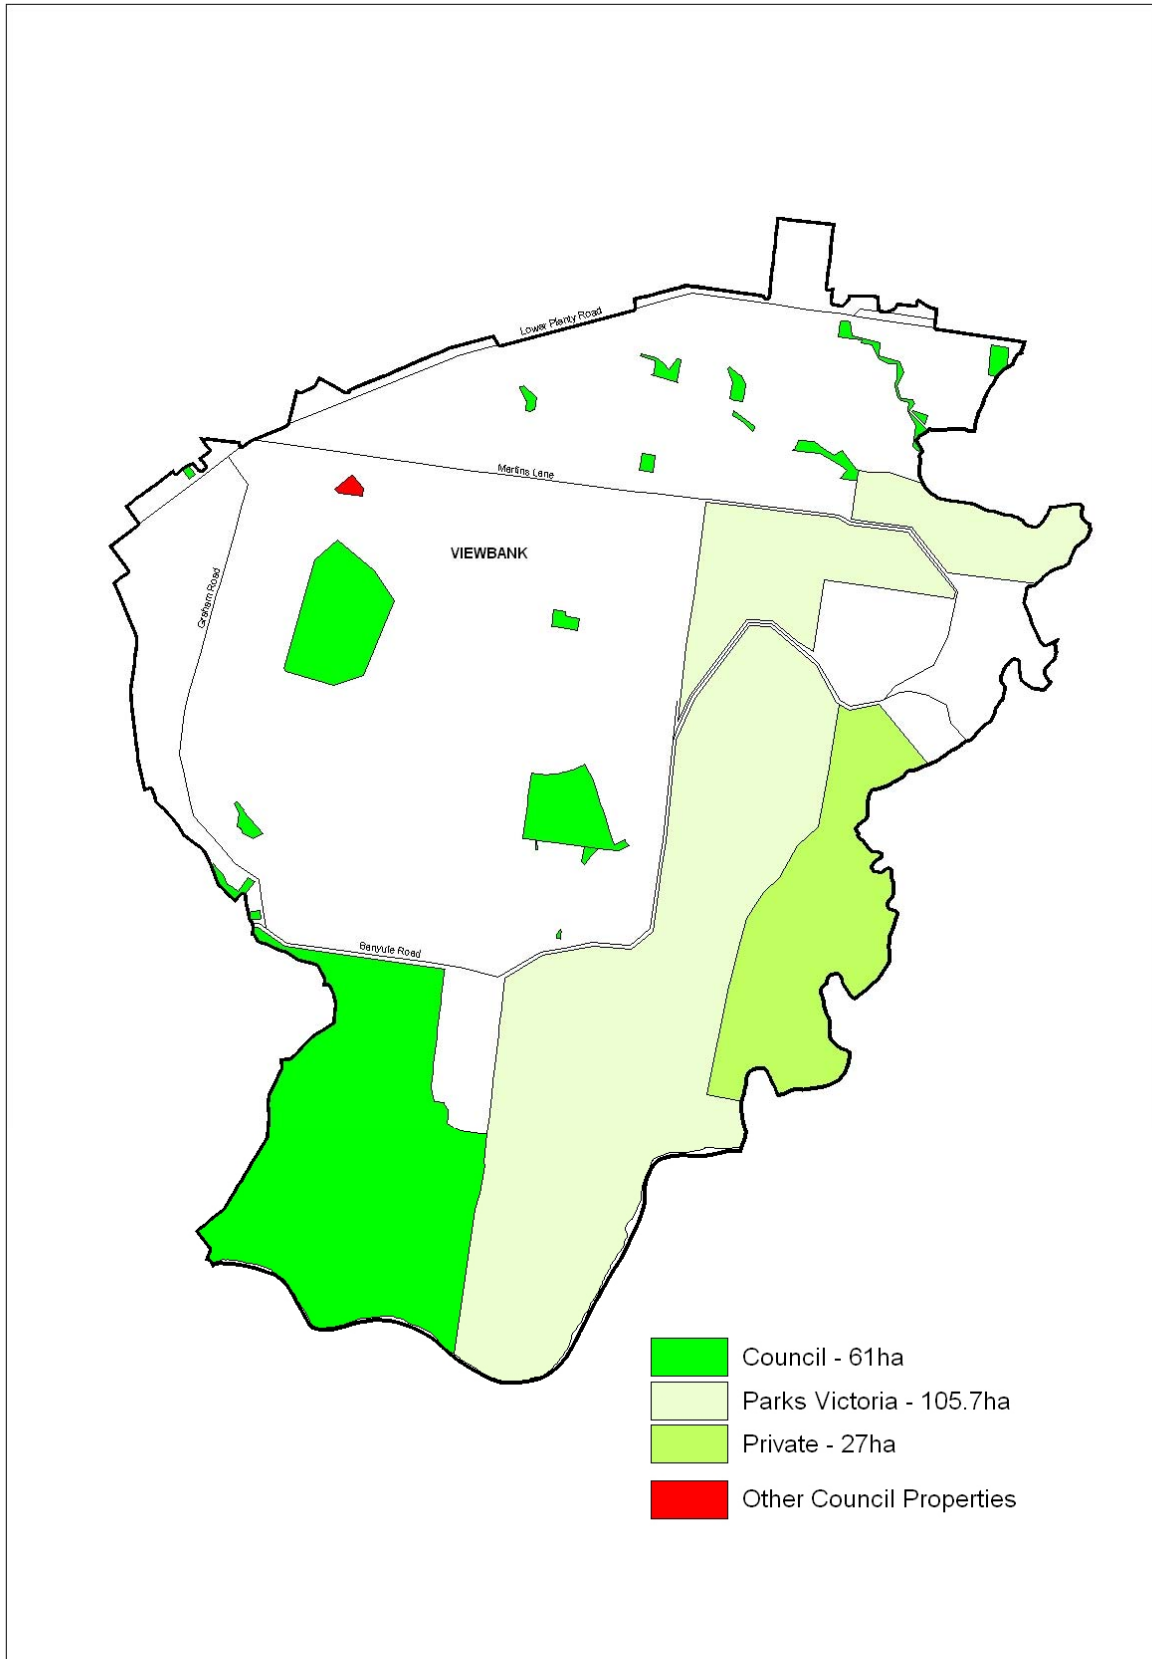 Lower Plenty Road
Martins Lane
VIEWBANK
Graham Road
Banyule Road
Council - 61ha
Parks Victoria - 105.7ha
Private - 27ha
Other Council Properties